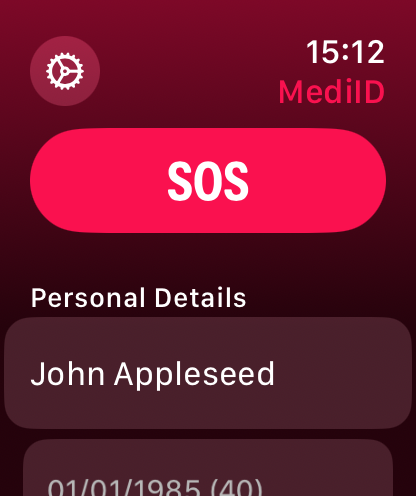 15:12
MediID
SOS
Personal Details
John Appleseed
01/01/1985 (40)